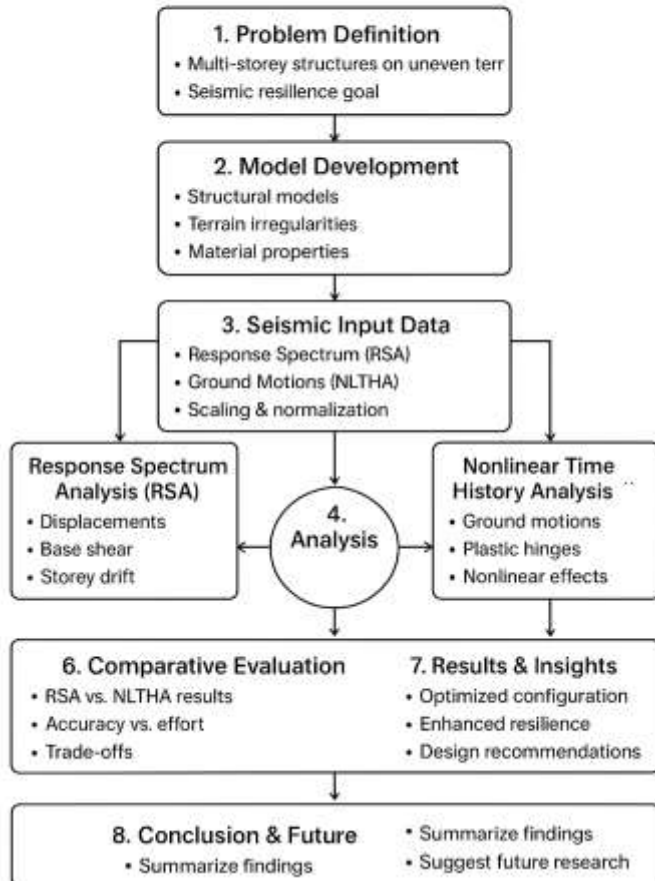 1. Problem Definition
• Multi-storey structures on uneven terr
• Seismic resillence goal
2. Model Development
• Structural models
• Terrain irregularities
• Material properties
3. Seismic Input Data
• Response Spectrum (RSA)
• Ground Motions (NLTHA)
• Scaling & normalization
Response Spectrum
Analysis (RSA)
• Displacements
• Base shear
• Storey drift
4.
Analysis
Nonlinear Time
History Analysis ..
• Ground motions
• Plastic hinges
• Nonlinear effects
6. Comparative Evaluation
• RSA vs. NLTHA results
• Accuracy vs. effort
• Trade-offs
7. Results & Insights
• Optimized configuration
• Enhanced resilience
• Design recommendations
8. Conclusion & Future
• Summarize findings
• Summarize findings
• Suggest future research